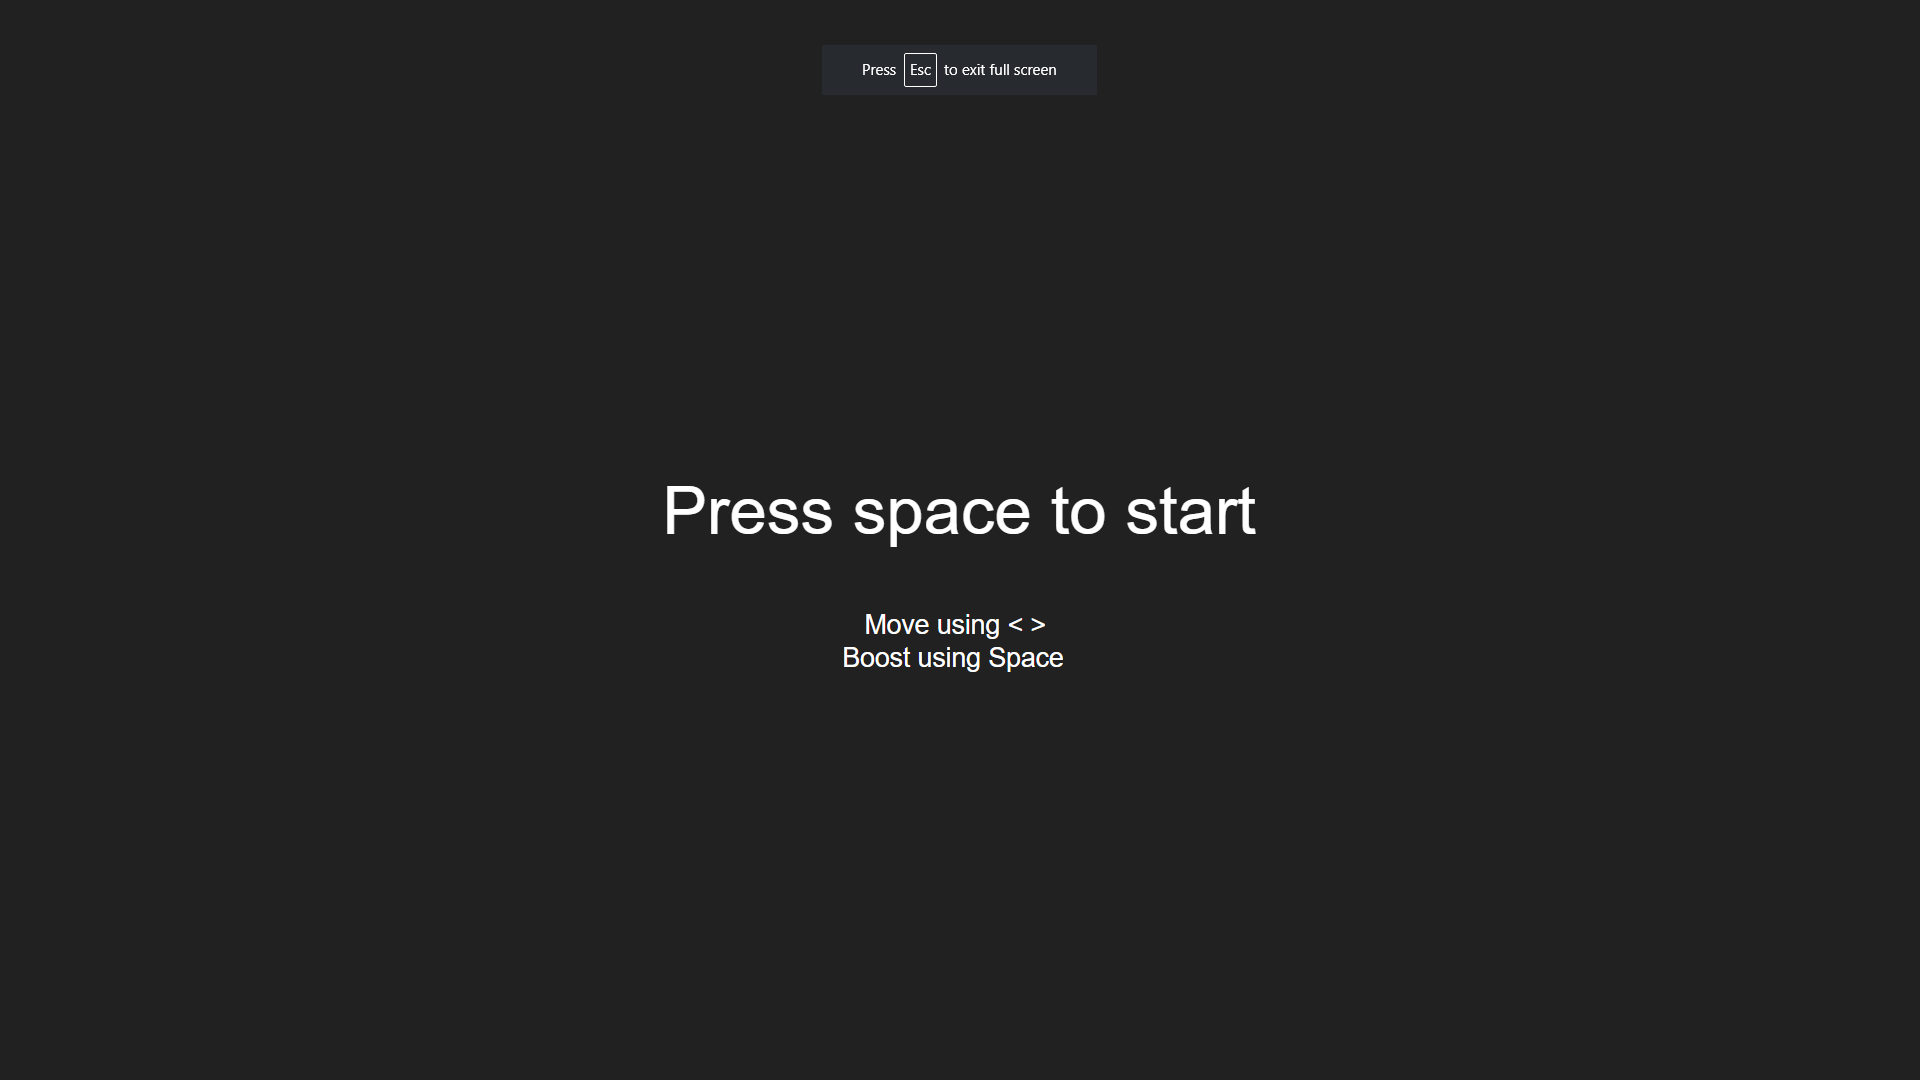 Press Esc to exit full screen
Press space to start
Move using < >
Boost using Space